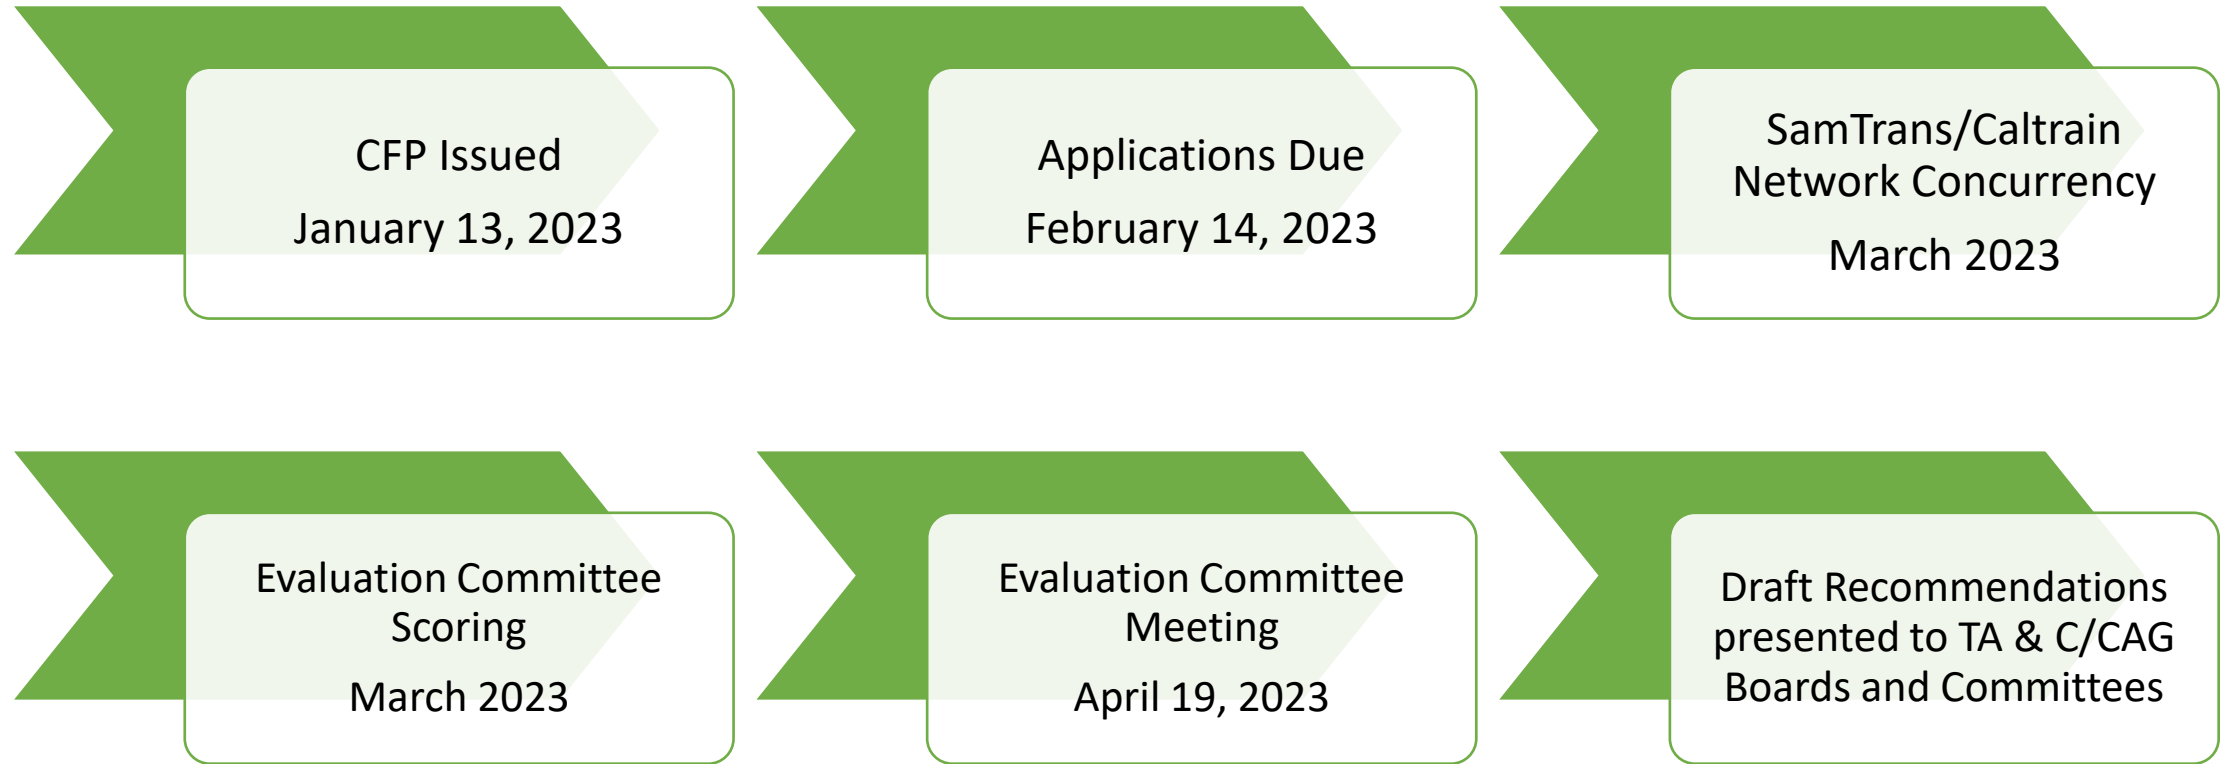 CFP Issued
January 13, 2023
Applications Due
February 14, 2023
SamTrans/Caltrain
Network Concurrency
March 2023
Evaluation Committee
Scoring
March 2023
Evaluation Committee
Meeting
April 19, 2023
Draft Recommendations
presented to TA & C/CAG
Boards and Committees